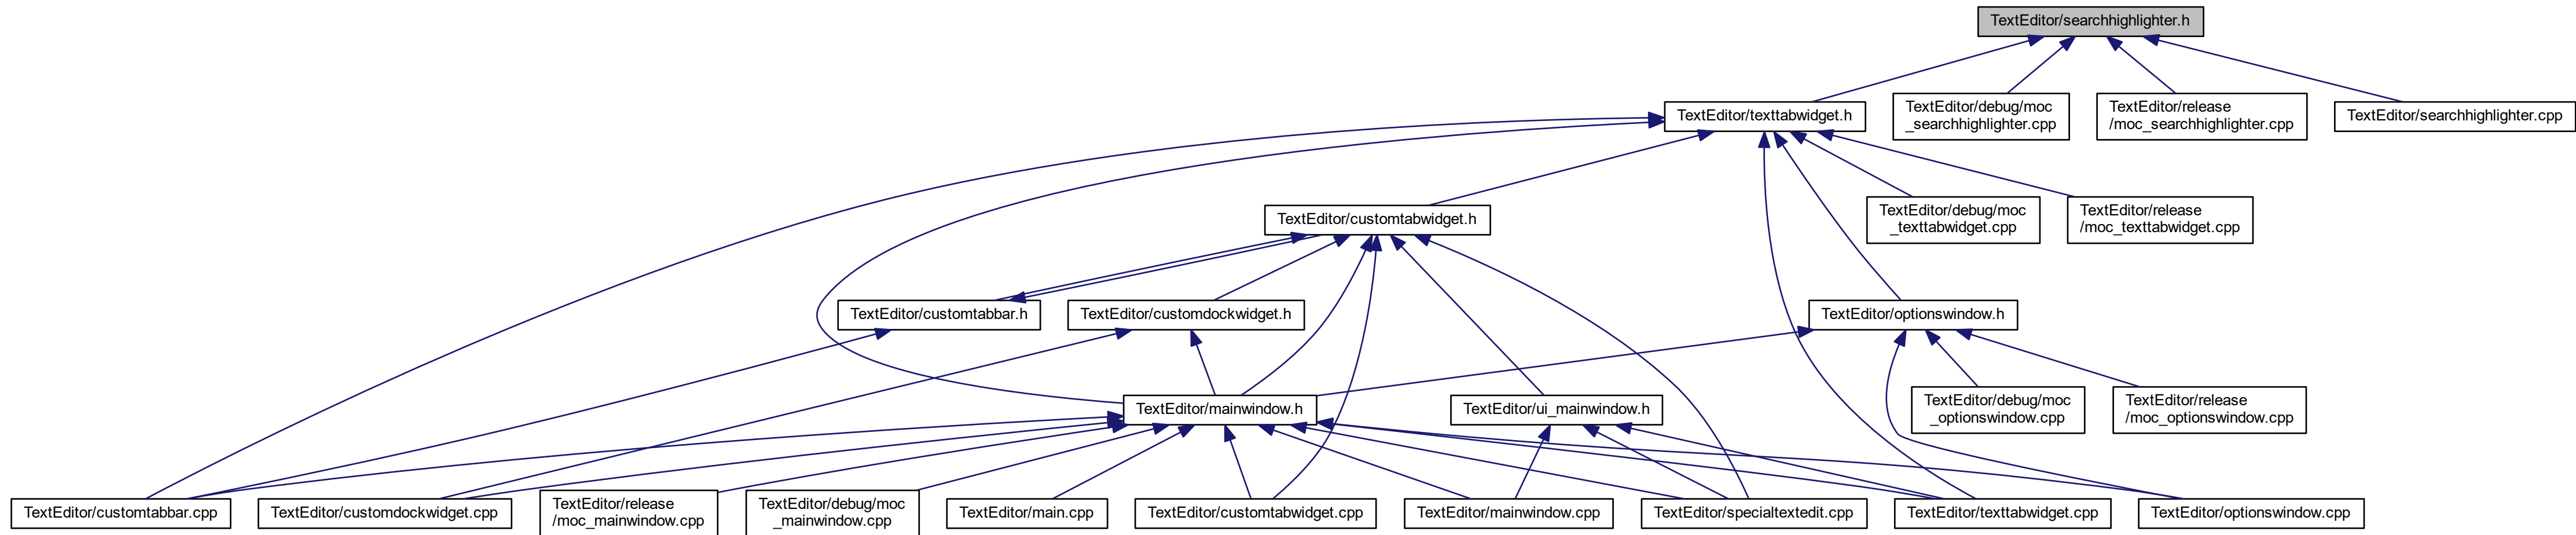 TextEditor/searchhighlighter.h
TextEditor/texttabwidget.h
TextEditor/debug/moc
_searchhighlighter.cpp
TextEditor/release
/moc_searchhighlighter.cpp
TextEditor/searchhighlighter.cpp
TextEditor/customtabwidget.h
TextEditor/debug/moc
_texttabwidget.cpp
TextEditor/release
/moc_texttabwidget.cpp
TextEditor/customtabbar.h
TextEditor/customdockwidget.h
TextEditor/optionswindow.h
TextEditor/mainwindow.h
TextEditor/ui_mainwindow.h
TextEditor/debug/moc
_optionswindow.cpp
TextEditor/release
/moc_optionswindow.cpp
TextEditor/customtabbar.cpp
TextEditor/customdockwidget.cpp
TextEditor/release
/moc_mainwindow.cpp
TextEditor/debug/moc
_mainwindow.cpp
TextEditor/main.cpp
TextEditor/customtabwidget.cpp
TextEditor/mainwindow.cpp
TextEditor/specialtextedit.cpp
TextEditor/texttabwidget.cpp
TextEditor/optionswindow.cpp